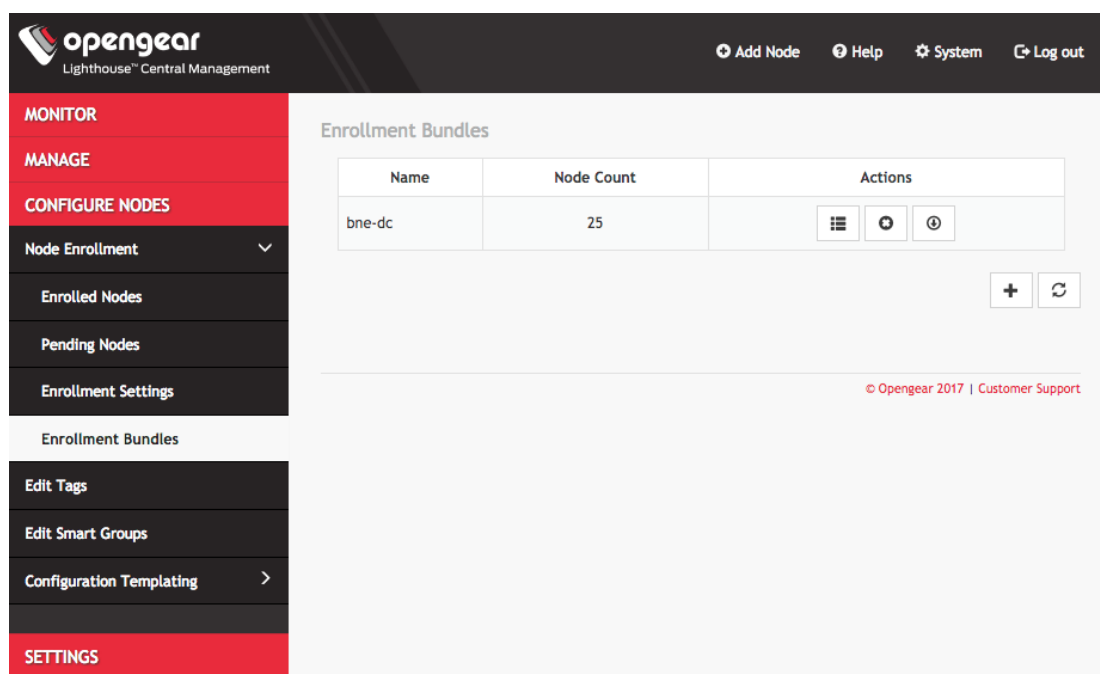 opengear
Lighthouse™ Central Management
Add Node Help System Log out
MONITOR
MANAGE
CONFIGURE NODES
Node Enrollment
Enrolled Nodes
Pending Nodes
Enrollment Settings
Enrollment Bundles
Edit Tags
Edit Smart Groups
Configuration Templating
SETTINGS
Enrollment Bundles
Name Node Count Actions
bne-dc 25
© Opengear 2017 | Customer Support